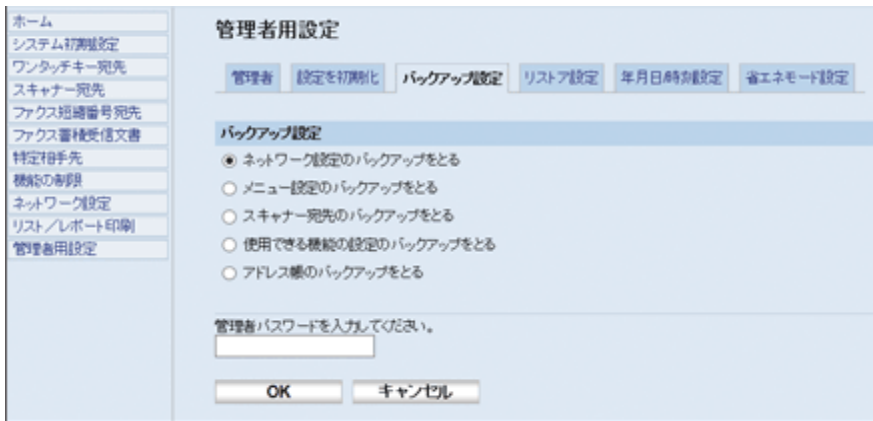 ホーム
システム初期設定
ワンタッチキー宛先
スキャナー宛先
ファクス短縮番号宛先
ファクス蓄積受信文書
特定相手先
機能の制限
ネットワーク設定
リスト／レポート印刷
管理者用設定
管理者用設定
管理者 設定を初期化 バックアップ設定 リストア設定 年月日/時刻設定 省エネモード設定
バックアップ設定
ネットワーク設定のバックアップをとる
メニュー設定のバックアップをとる
スキャナー宛先のバックアップをとる
使用できる機能の設定のバックアップをとる
アドレス帳のバックアップをとる
管理者パスワードを入力してください。
OK キャンセル